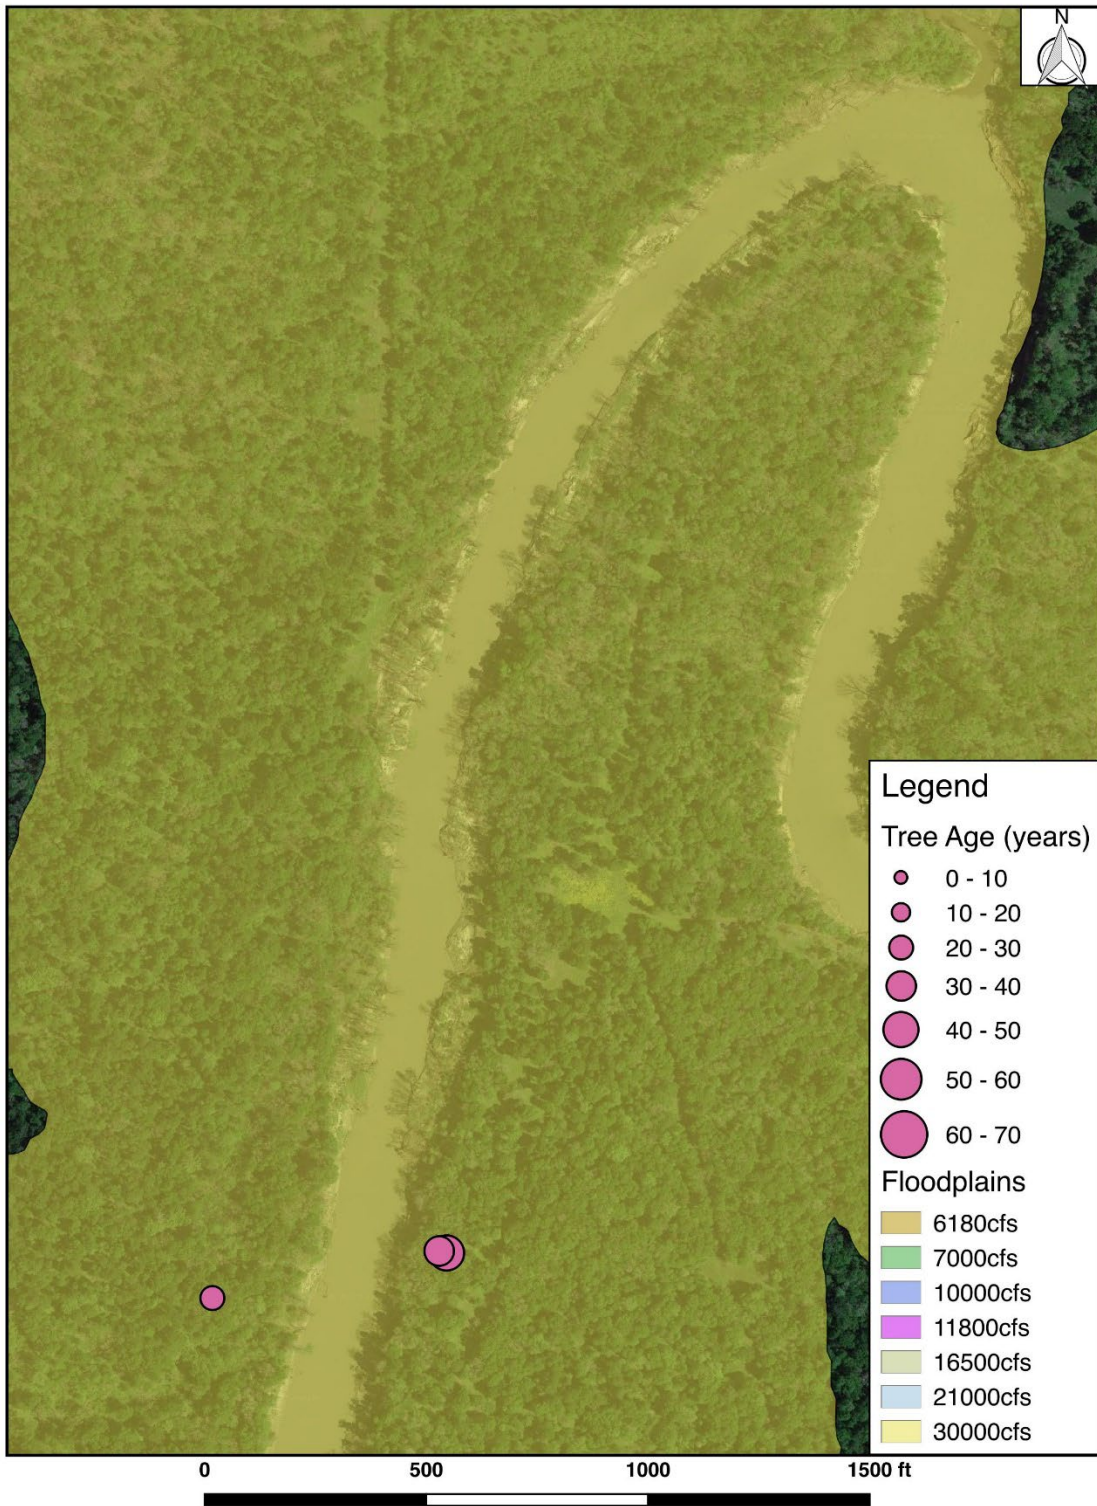 N
Legend
Tree Age (years)
0 - 10
10 - 20
20 - 30
30 - 40
40 - 50
50 - 60
60 - 70
Floodplains
6180cfs
7000cfs
10000cfs
11800cfs
16500cfs
21000cfs
30000cfs
0 500 1000 1500 ft